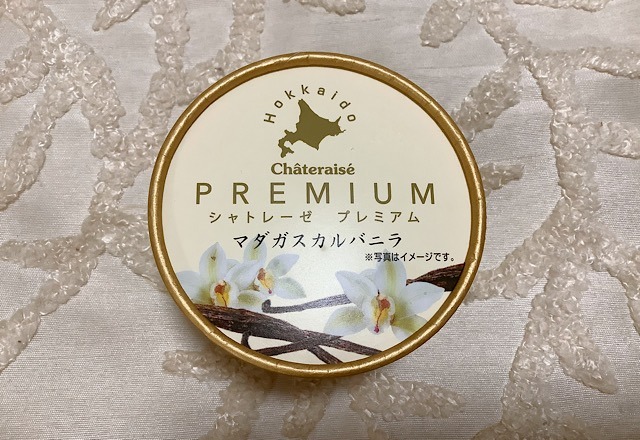 Hokkaido
Châteraisé
PREMIUM
シャトレーゼ プレミアム
マダガスカルバニラ
※写真はイメージです。